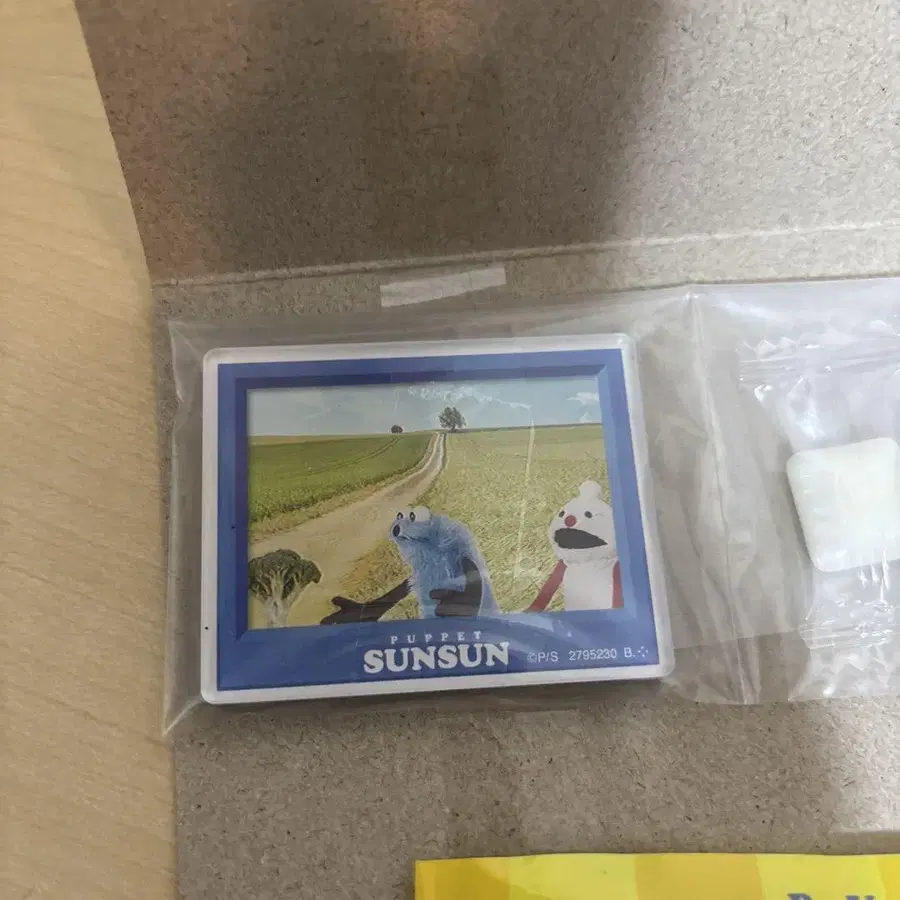 PUPPET
SUNSUN ©P/S 2795230 B.